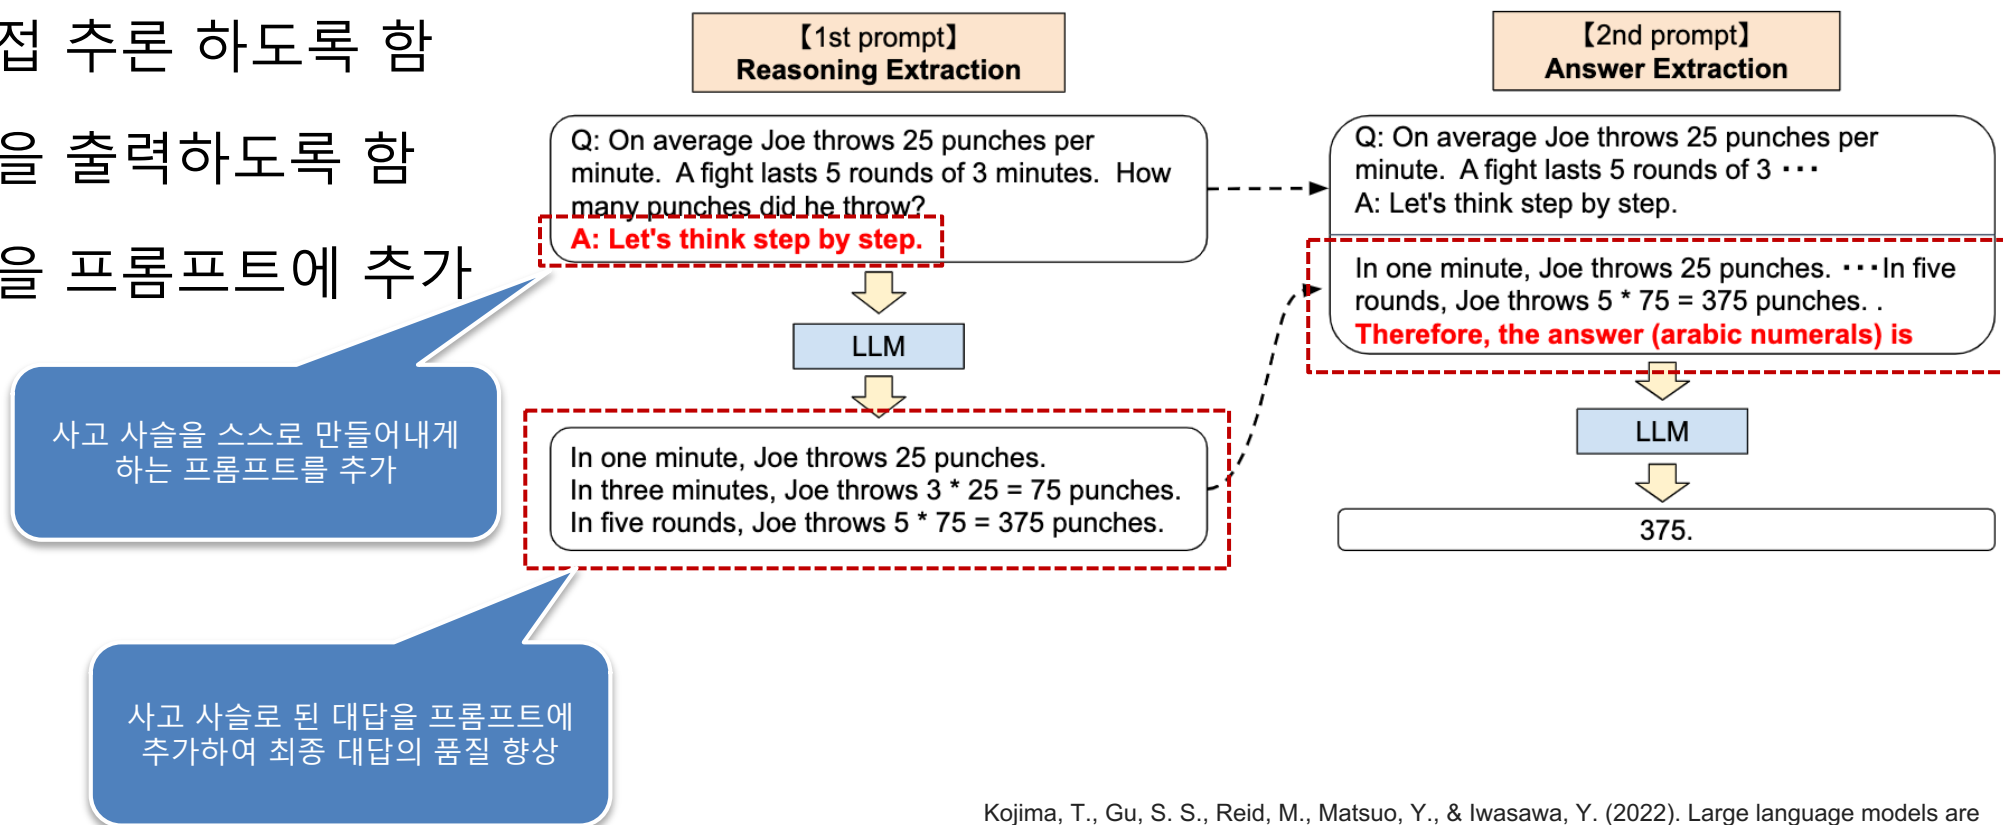 접 추론 하도록 함
을 출력하도록 함
을 프롬프트에 추가
【1st prompt】
Reasoning Extraction
Q: On average Joe throws 25 punches per
minute.  A fight lasts 5 rounds of 3 minutes.  How
many punches did he throw?
A: Let's think step by step.
LLM
In one minute, Joe throws 25 punches.
In three minutes, Joe throws 3 * 25 = 75 punches.
In five rounds, Joe throws 5 * 75 = 375 punches.
【2nd prompt】
Answer Extraction
Q: On average Joe throws 25 punches per
minute.  A fight lasts 5 rounds of 3 ···
A: Let's think step by step.
In one minute, Joe throws 25 punches. ···In five
rounds, Joe throws 5 * 75 = 375 punches. .
Therefore, the answer (arabic numerals) is
LLM
375.
사고 사슬을 스스로 만들어내게
하는 프롬프트를 추가
사고 사슬로 된 대답을 프롬프트에
추가하여 최종 대답의 품질 향상
Kojima, T., Gu, S. S., Reid, M., Matsuo, Y., & Iwasawa, Y. (2022). Large language models are